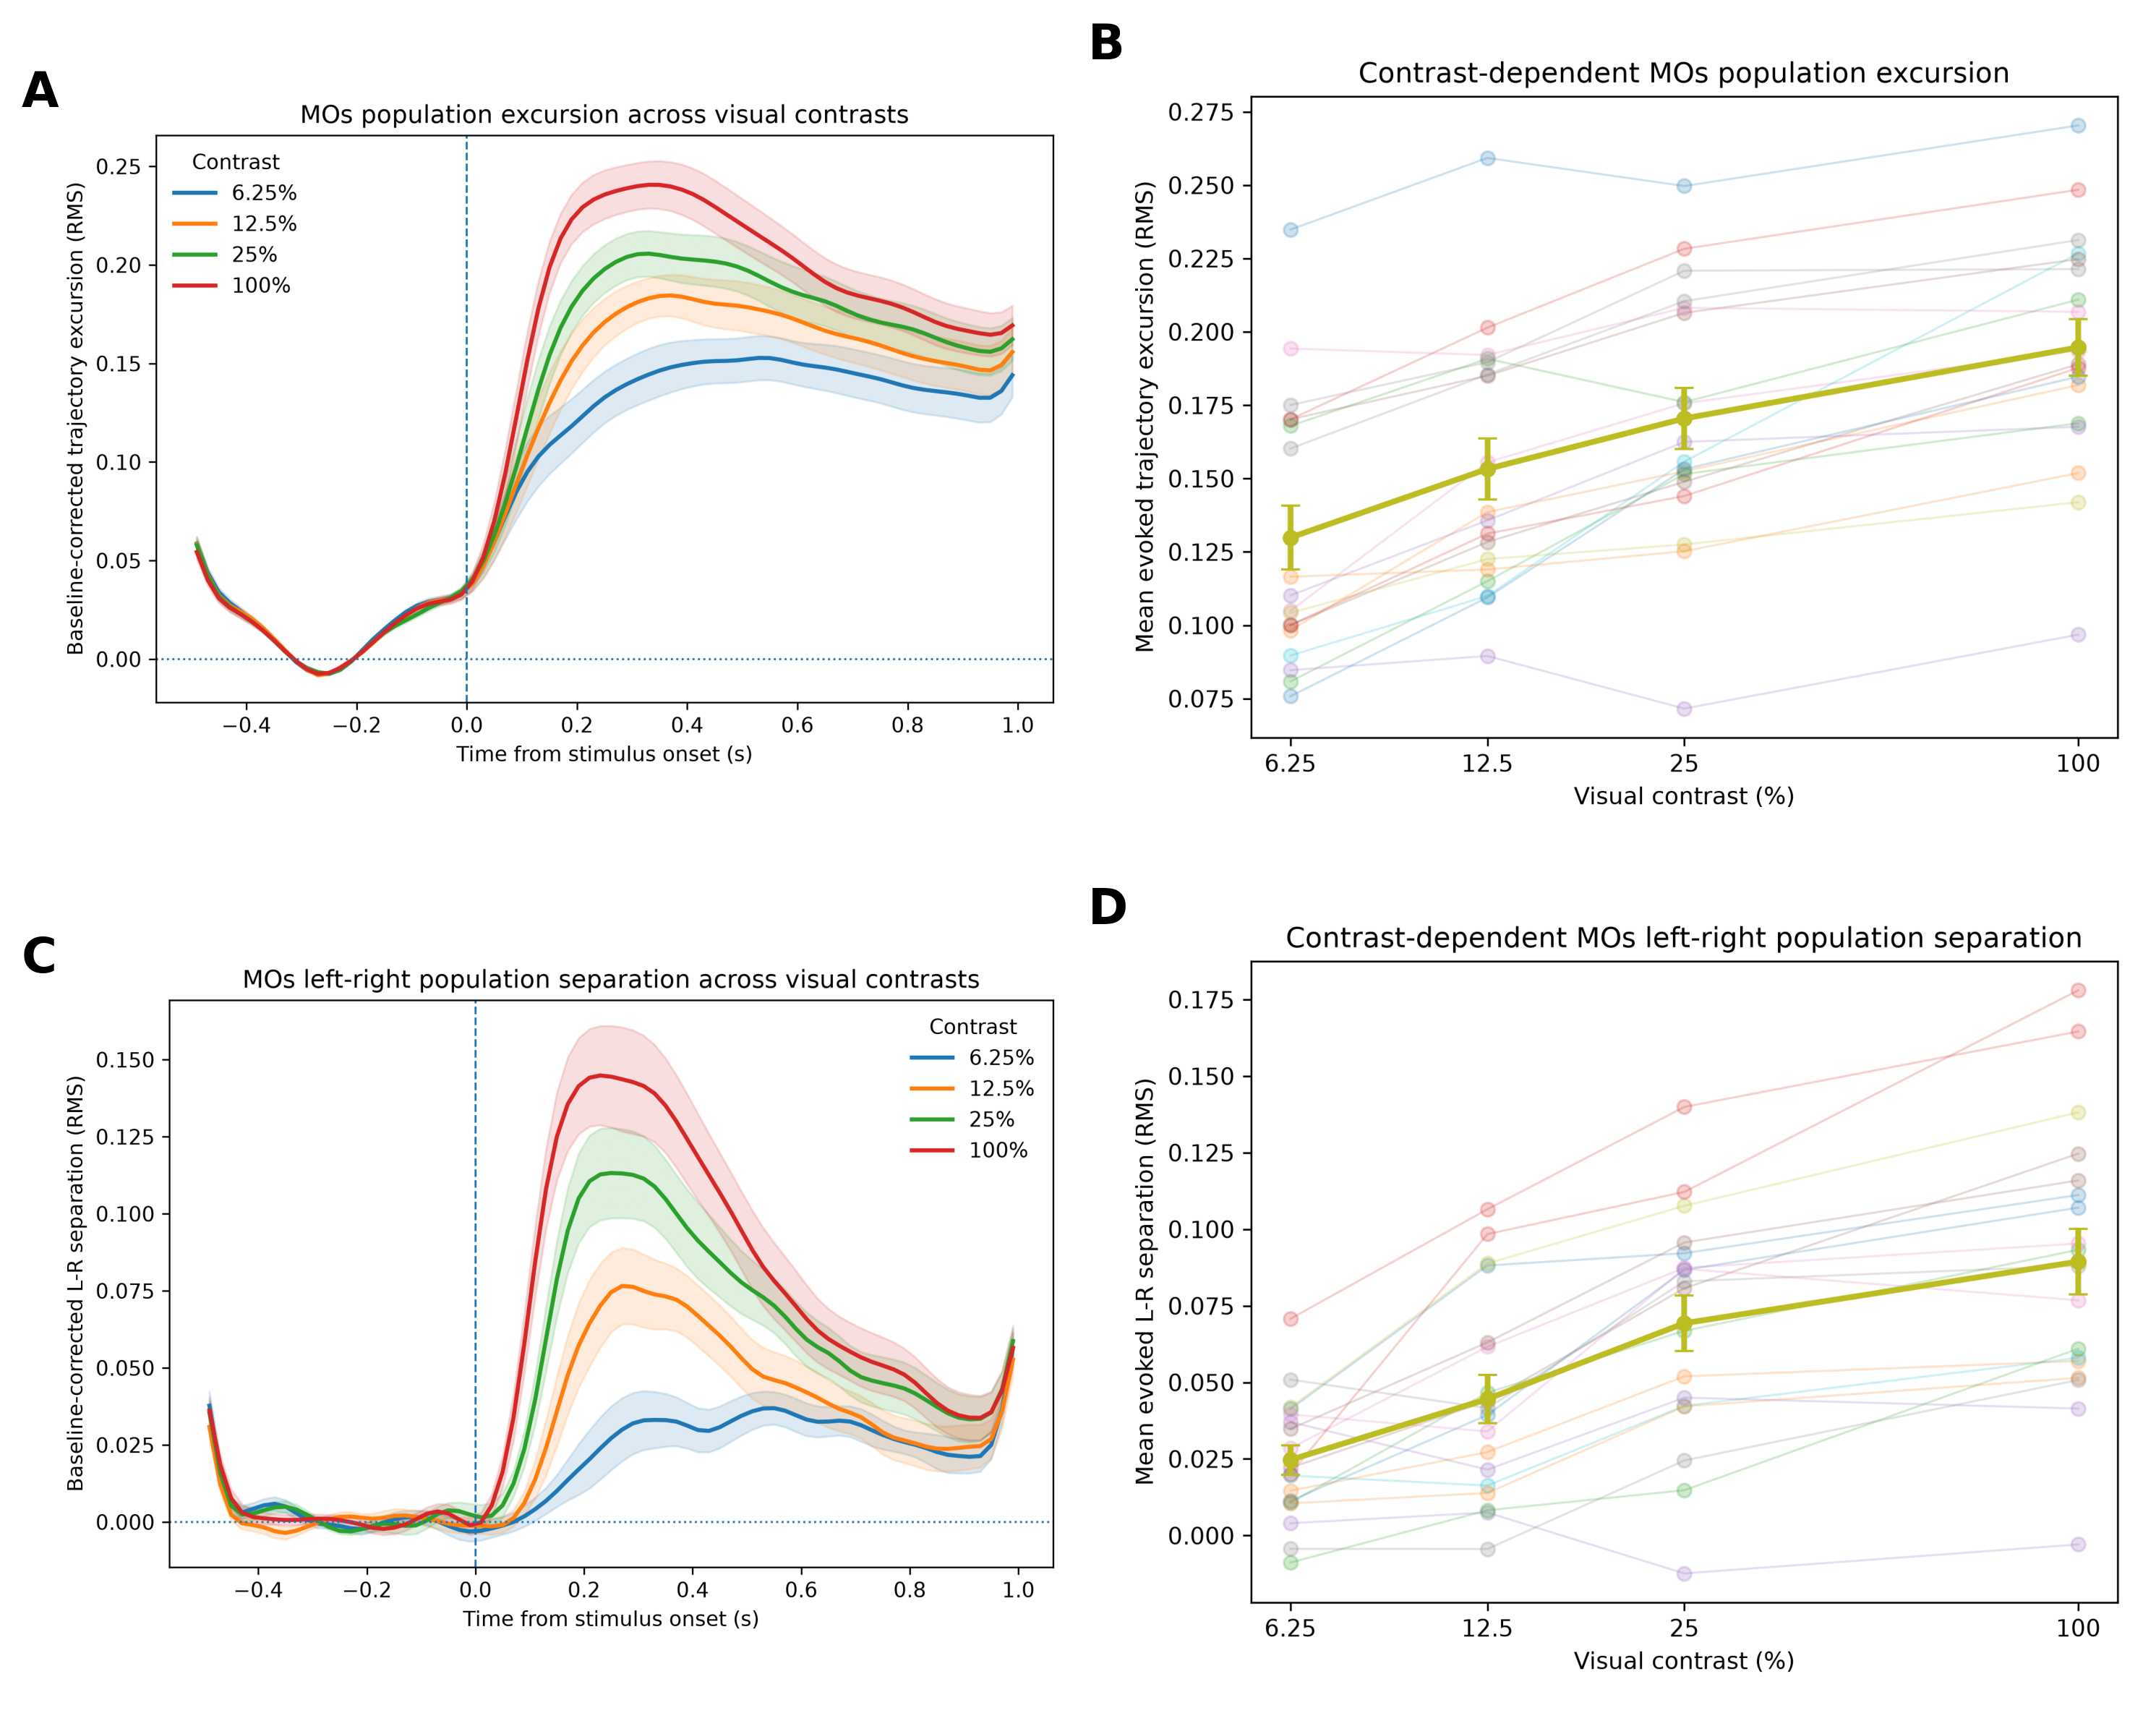 A
MOs population excursion across visual contrasts
Baseline-corrected trajectory excursion (RMS)
0.25
0.20
0.15
0.10
0.05
0.00
Contrast
6.25%
12.5%
25%
100%
−0.4 −0.2 0.0 0.2 0.4 0.6 0.8 1.0
Time from stimulus onset (s)
B
Contrast-dependent MOs population excursion
Mean evoked trajectory excursion (RMS)
0.275
0.250
0.225
0.200
0.175
0.150
0.125
0.100
0.075
6.25 12.5 25 100
Visual contrast (%)
C
MOs left-right population separation across visual contrasts
Baseline-corrected L-R separation (RMS)
0.150
0.125
0.100
0.075
0.050
0.025
0.000
Contrast
6.25%
12.5%
25%
100%
−0.4 −0.2 0.0 0.2 0.4 0.6 0.8 1.0
Time from stimulus onset (s)
D
Contrast-dependent MOs left-right population separation
Mean evoked L-R separation (RMS)
0.175
0.150
0.125
0.100
0.075
0.050
0.025
0.000
6.25 12.5 25 100
Visual contrast (%)